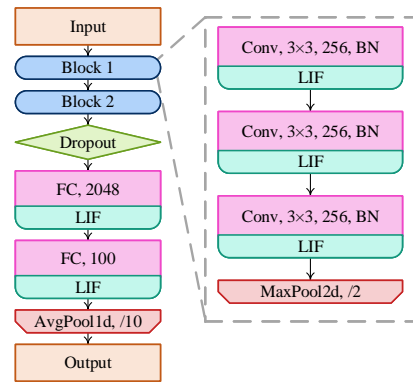 Input
Block 1
Block 2
Dropout
FC, 2048
LIF
FC, 100
LIF
AvgPool1d, /10
Output
Conv, 3×3, 256, BN
LIF
Conv, 3×3, 256, BN
LIF
Conv, 3×3, 256, BN
LIF
MaxPool2d, /2